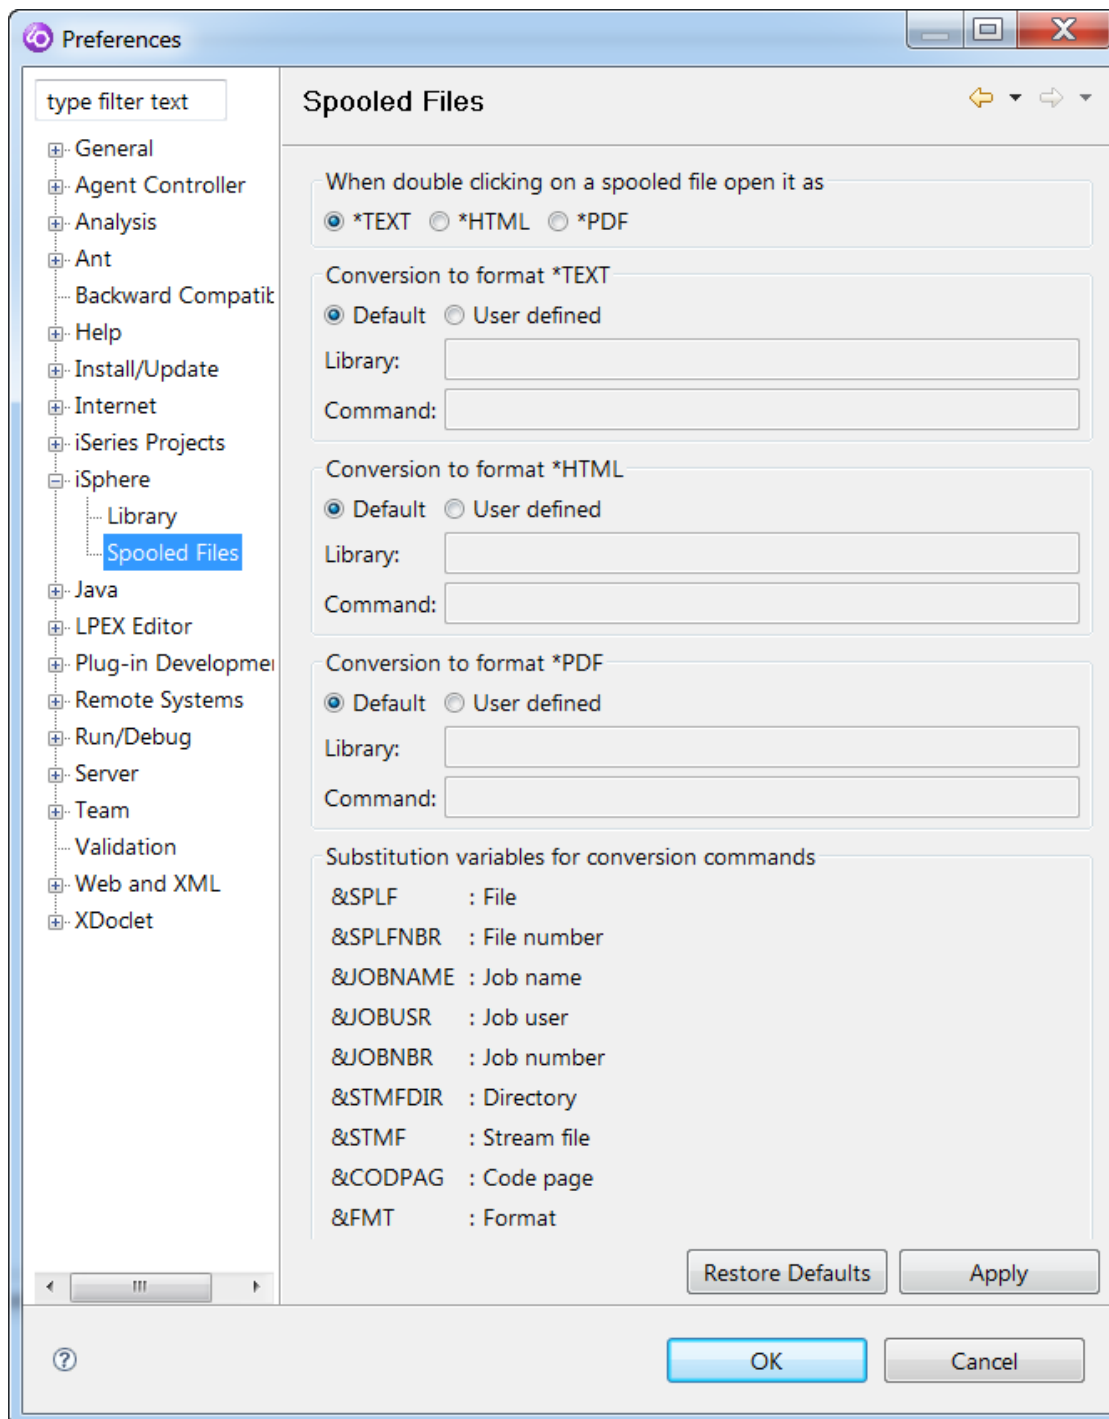 Preferences
type filter text
General
Agent Controller
Analysis
Ant
Backward Compatib
Help
Install/Update
Internet
iSeries Projects
iSphere
Library
Spooled Files
Java
LPEX Editor
Plug-in Developmen
Remote Systems
Run/Debug
Server
Team
Validation
Web and XML
XDoclet
Spooled Files
When double clicking on a spooled file open it as
*TEXT *HTML *PDF
Conversion to format *TEXT
Default User defined
Library:
Command:
Conversion to format *HTML
Default User defined
Library:
Command:
Conversion to format *PDF
Default User defined
Library:
Command:
Substitution variables for conversion commands
&SPLF : File
&SPLFNBR : File number
&JOBNAME : Job name
&JOBUSR : Job user
&JOBNBR : Job number
&STMFDIR : Directory
&STMF : Stream file
&CODPAG : Code page
&FMT : Format
Restore Defaults Apply
OK Cancel